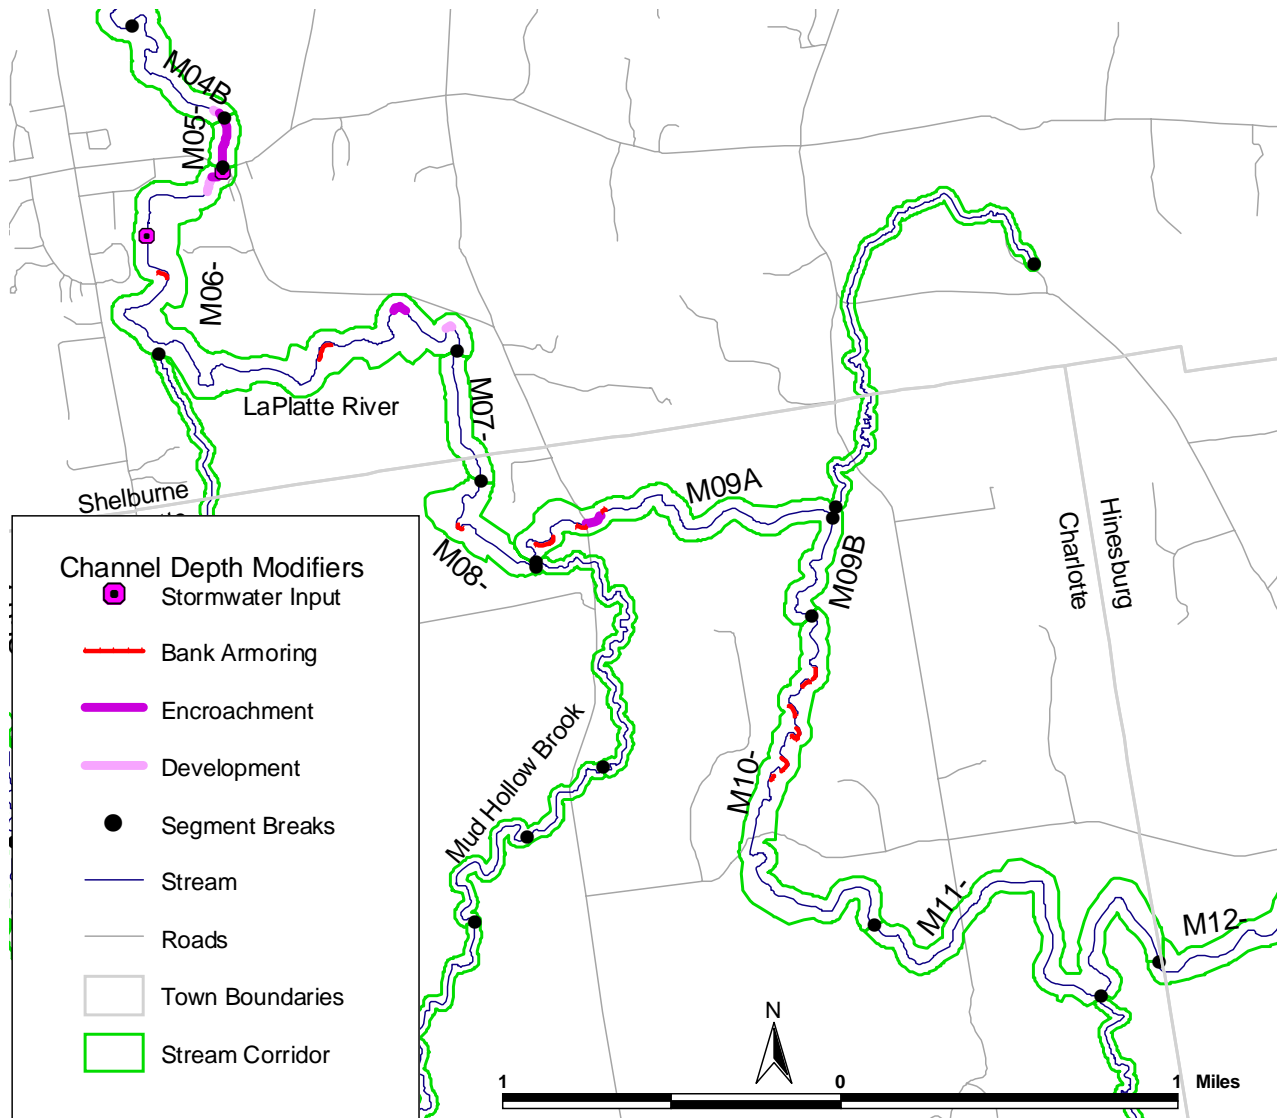 M04B
M05-
M06-
LaPlatte River
M07-
Shelburne
M08-
M09A
M09B
Hinesburg
Charlotte
Mud Hollow Brook
M10-
M11-
M12-
Channel Depth Modifiers
Stormwater Input
Bank Armoring
Encroachment
Development
Segment Breaks
Stream
Roads
Town Boundaries
Stream Corridor
N
1 0 1 Miles